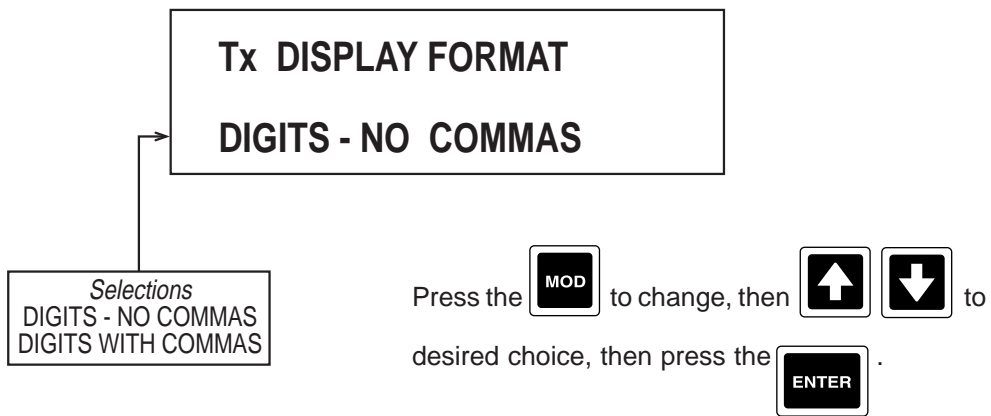 Tx DISPLAY FORMAT
DIGITS - NO COMMAS
Selections
DIGITS - NO COMMAS
DIGITS WITH COMMAS
Press the MOD to change, then to
desired choice, then press the ENTER .